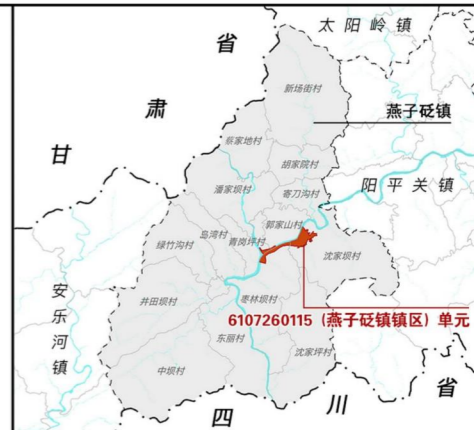 太阳岭镇
省
新场街村
肃
燕子砭镇
蔡家地村
甘
胡家院村
潘家坝村
寄刀沟村
阳平关镇
郭家山村
岛湾村
青岗坪村
绿竹沟村
沈家坝村
安乐河镇
井田坝村
枣林坝村
6107260115（燕子砭镇镇区）单元
东丽村
沈家坪村
中坝村
省
川
四